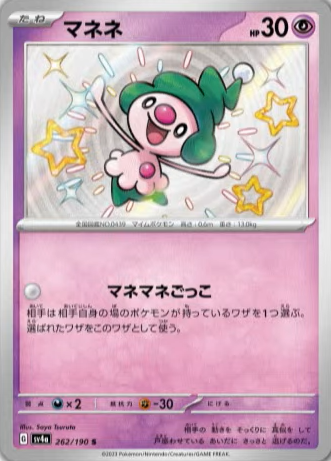 たね
マネネ
HP30
全国図鑑NO.0439 マイムポケモン 高さ:0.6m 重さ:13.0kg
マネマネごっこ
相手は相手自身の場のポケモンが持っているワザを1つ選ぶ。
選ばれたワザをこのワザとして使う。
弱点 ×2 抵抗力 -30 にげる
Illus. Saya Tsuruta
G sv4a 262/190 S
相手の 動きを そっくりに 真似を して
戸惑わせている あいだに さっさと 逃げるのだ。
©2023 Pokémon/Nintendo/Creatures/GAME FREAK.